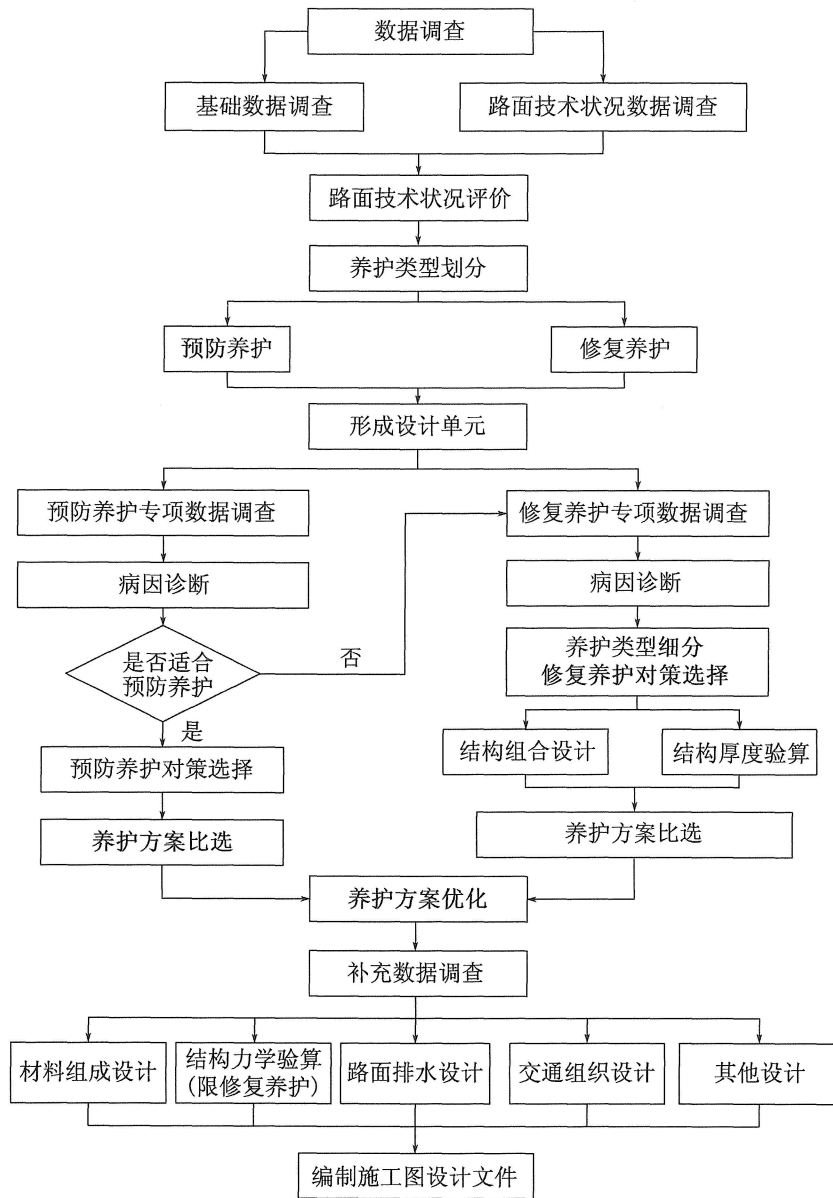 数据调查
基础数据调查
路面技术状况数据调查
路面技术状况评价
养护类型划分
预防养护
修复养护
形成设计单元
预防养护专项数据调查
修复养护专项数据调查
病因诊断
病因诊断
是否适合
预防养护
否
养护类型细分
修复养护对策选择
是
结构组合设计
结构厚度验算
预防养护对策选择
养护方案比选
养护方案比选
养护方案优化
补充数据调查
材料组成设计
结构力学验算
(限修复养护)
路面排水设计
交通组织设计
其他设计
编制施工图设计文件